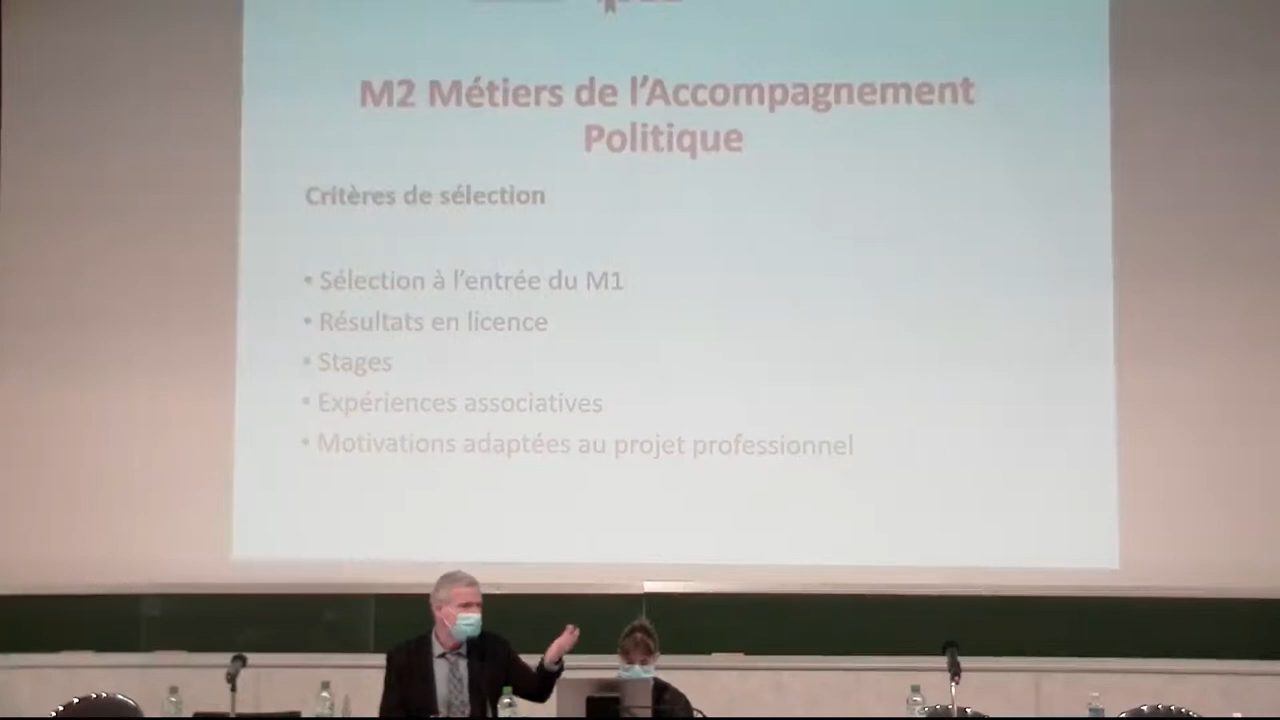 M2 Métiers de l’Accompagnement
Politique
Critères de sélection
• Sélection à l’entrée du M1
• Résultats en licence
• Stages
• Expériences associatives
• Motivations adaptées au projet professionnel